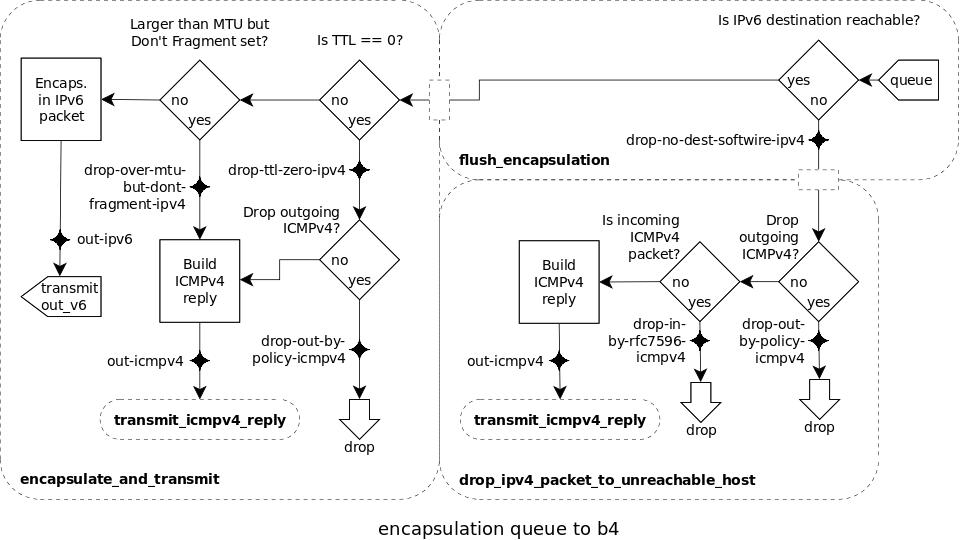 Larger than MTU but
Don't Fragment set?
Is TTL == 0?
Encaps.
in IPv6
packet
no
yes
no
yes
drop-over-mtu-
but-dont-
fragment-ipv4
drop-ttl-zero-ipv4
Drop outgoing
ICMPv4?
out-ipv6
transmit
out_v6
Build
ICMPv4
reply
no
yes
out-icmpv4
drop-out-by-
policy-icmpv4
transmit_icmpv4_reply
drop
encapsulate_and_transmit
Is IPv6 destination reachable?
yes
no
queue
drop-no-dest-softwire-ipv4
flush_encapsulation
Is incoming
ICMPv4
packet?
Drop
outgoing
ICMPv4?
Build
ICMPv4
reply
no
yes
no
yes
drop-in-
by-rfc7596-
icmpv4
drop-out-
by-policy-
icmpv4
out-icmpv4
transmit_icmpv4_reply
drop
drop
drop_ipv4_packet_to_unreachable_host
encapsulation queue to b4